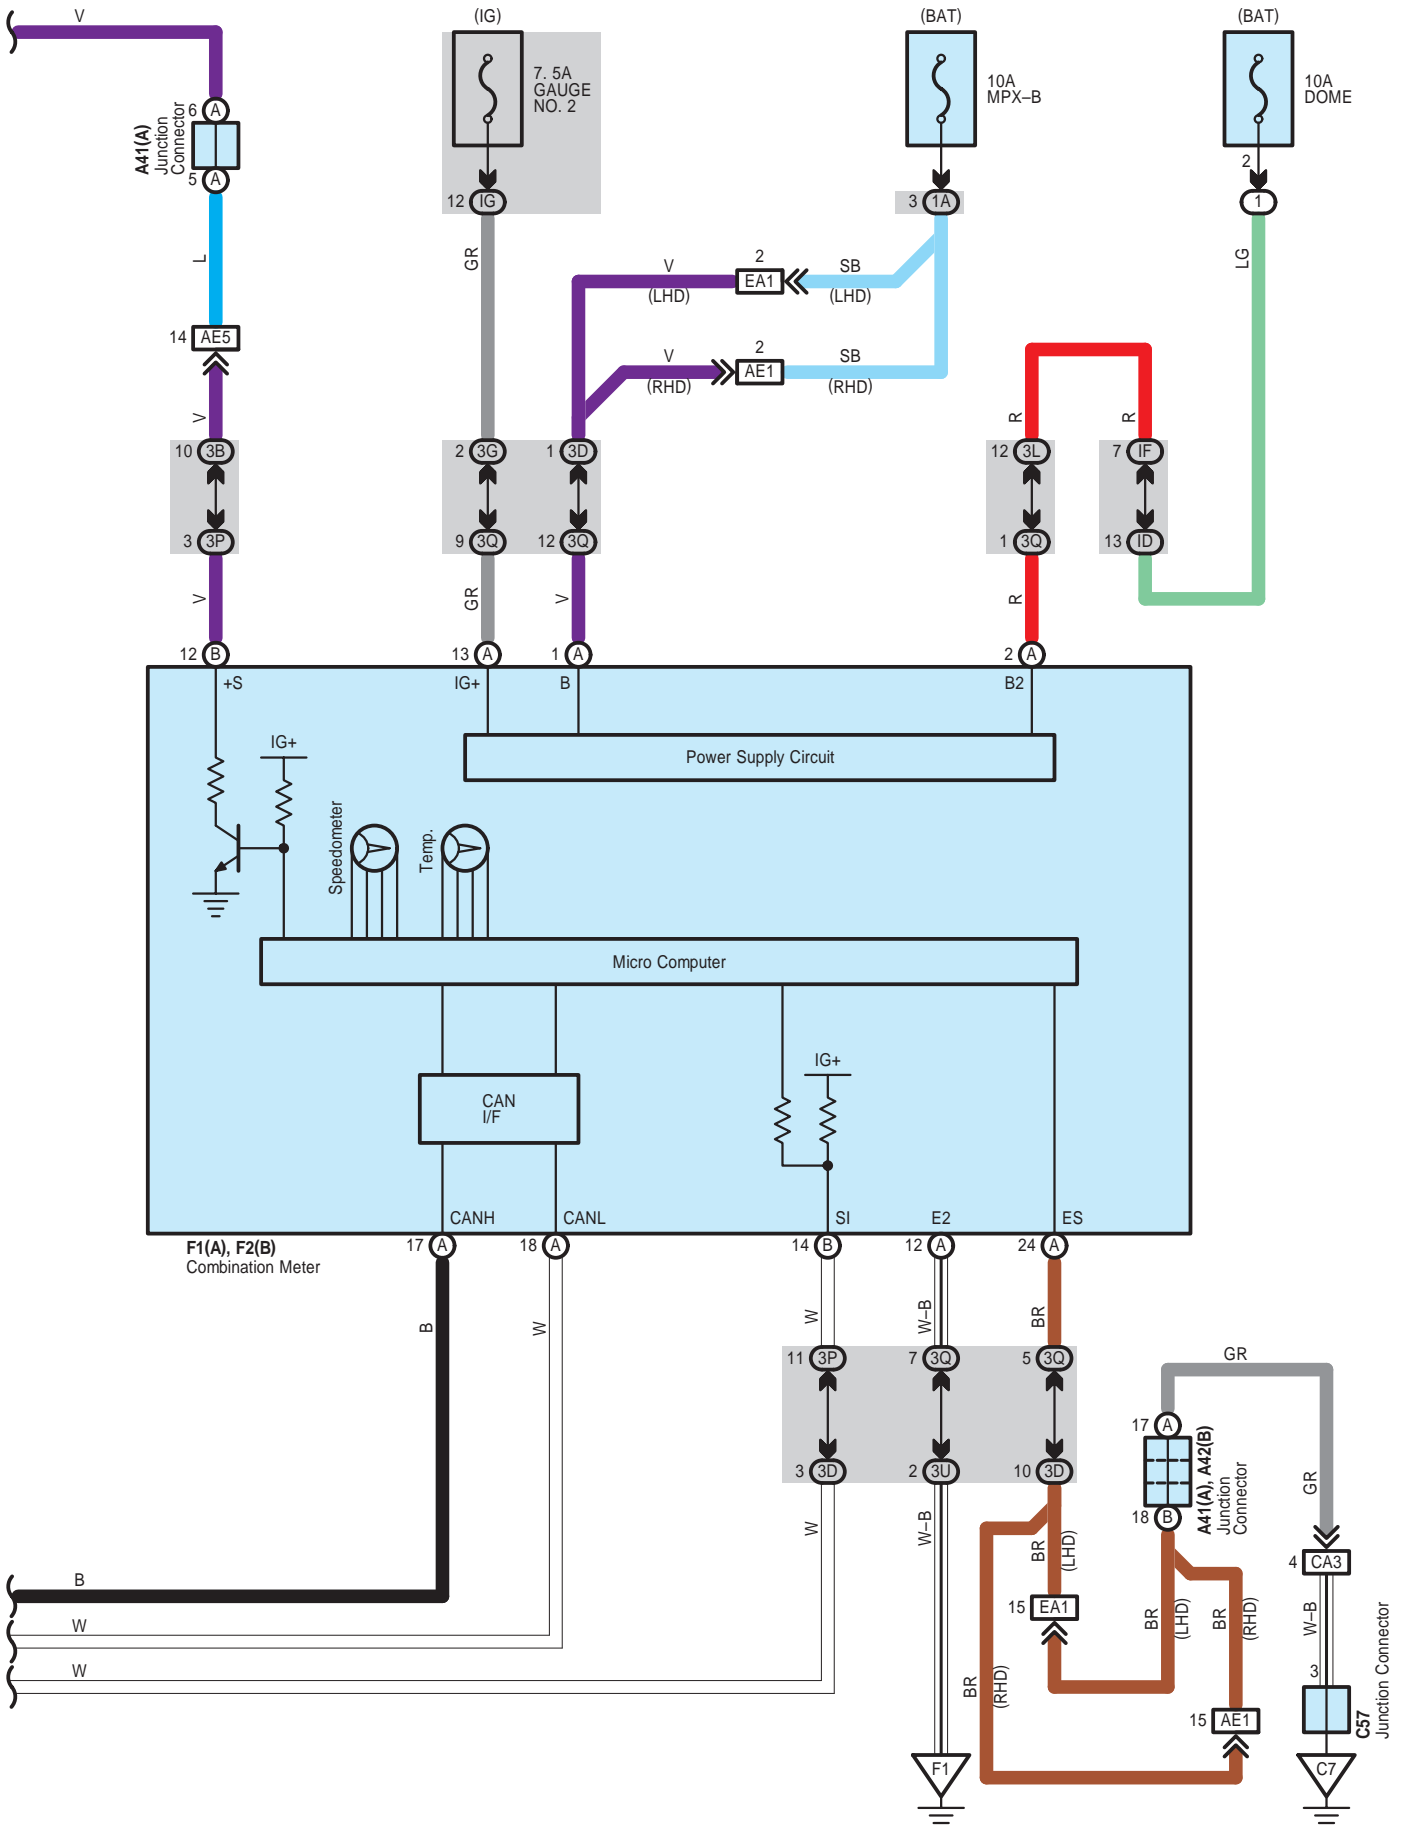 V
(IG)
(BAT)
(BAT)
7. 5A
GAUGE
NO. 2
10A
MPX–B
10A
DOME
6 A
A41(A)
Junction
Connector
5 A
2
12 IG
3 1A
1
L
GR
LG
2
V
EA1
SB
(LHD)
(LHD)
14 AE5
2
V
AE1
SB
(RHD)
(RHD)
V
R
R
10 3B
2 3G
1 3D
12 3L
7 IF
3 3P
9 3Q
12 3Q
1 3Q
13 ID
V
GR
V
R
12 B
13 A
1 A
2 A
+S
IG+
B
B2
IG+
Power Supply Circuit
Speedometer
Temp.
Micro Computer
IG+
CAN
I/F
CANH
CANL
SI
E2
ES
F1(A), F2(B)
Combination Meter
17 A
18 A
14 B
12 A
24 A
B
W
W
W–B
BR
11 3P
7 3Q
5 3Q
GR
17 A
A41(A), A42(B)
Junction
Connector
18 B
GR
3 3D
2 3U
10 3D
W
W–B
BR
(LHD)
4 CA3
B
15 EA1
BR
(LHD)
BR
(RHD)
W–B
W
W
BR
(RHD)
3
C57
Junction Connector
15 AE1
F1
C7